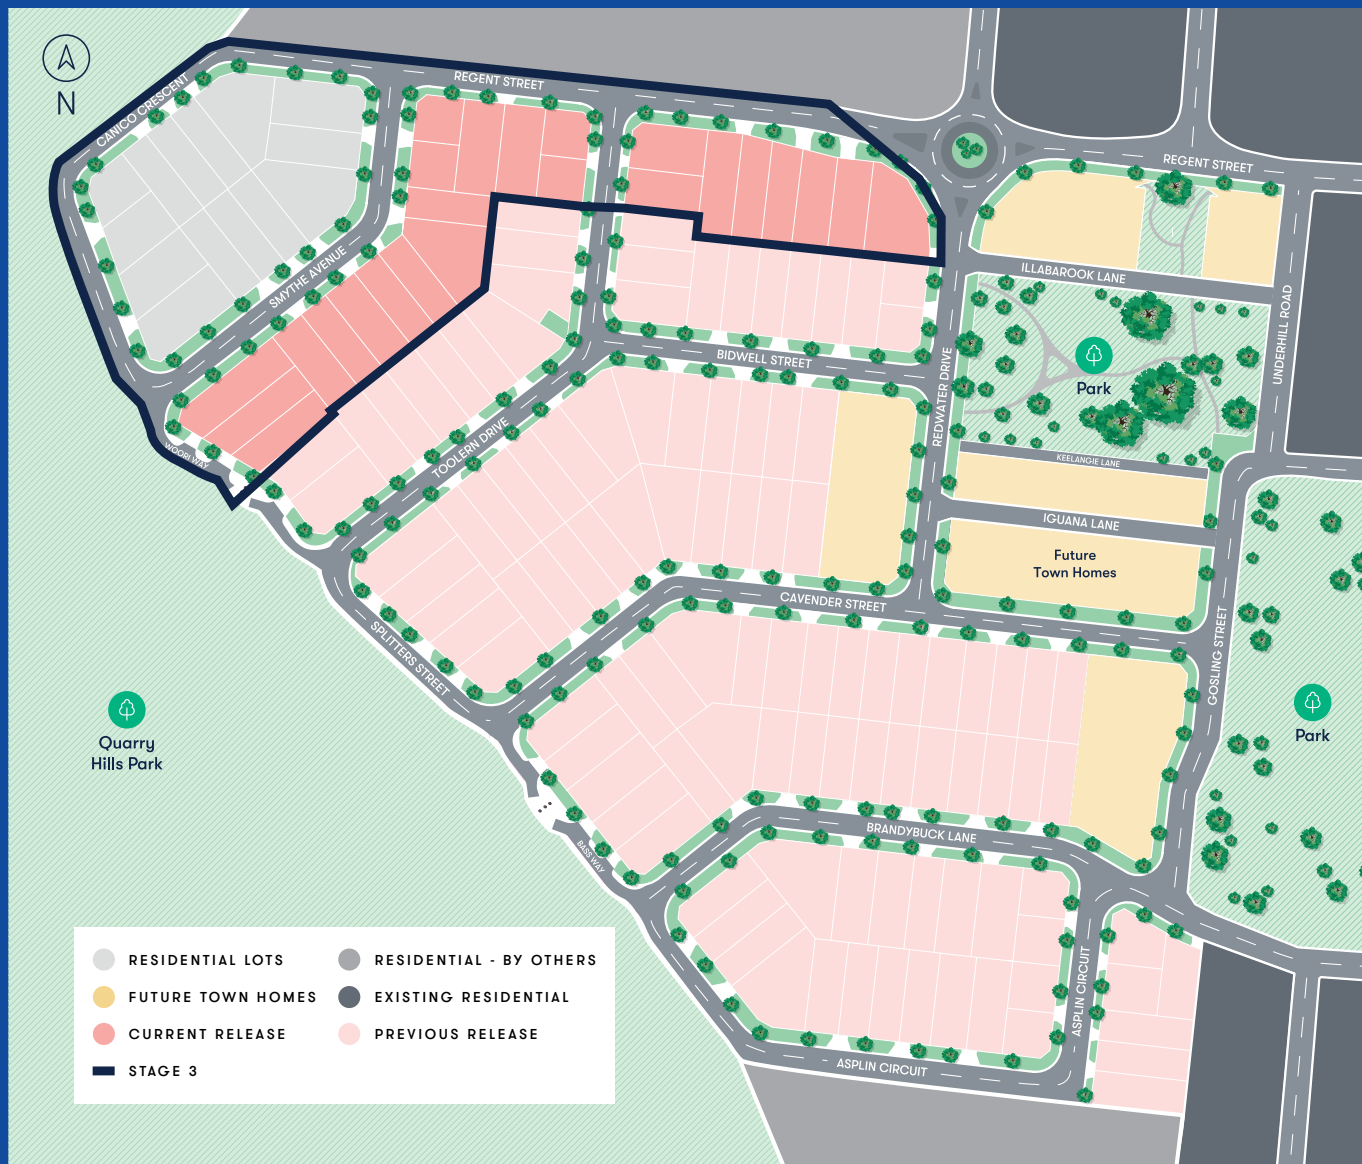 N
CANICO CRESCENT
REGENT STREET
REGENT STREET
SMYTHE AVENUE
ILLABAROOK LANE
UNDERHILL ROAD
BIDWELL STREET
REDWATER DRIVE
Park
TOOLERN DRIVE
WOORI WAY
KEELANGIE LANE
IGUANA LANE
Future
Town Homes
CAVENDER STREET
SPLITTERS STREET
GOSLING STREET
Quarry
Hills Park
Park
BRANDYBUCK LANE
BASS WAY
ASPLIN CIRCUIT
ASPLIN CIRCUIT
RESIDENTIAL LOTS
RESIDENTIAL - BY OTHERS
FUTURE TOWN HOMES
EXISTING RESIDENTIAL
CURRENT RELEASE
PREVIOUS RELEASE
STAGE 3